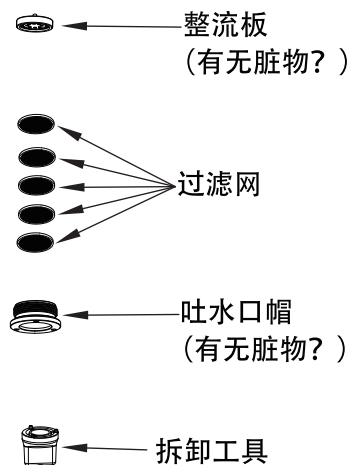 整流板
（有无脏物？）
过滤网
吐水口帽
（有无脏物？）
拆卸工具